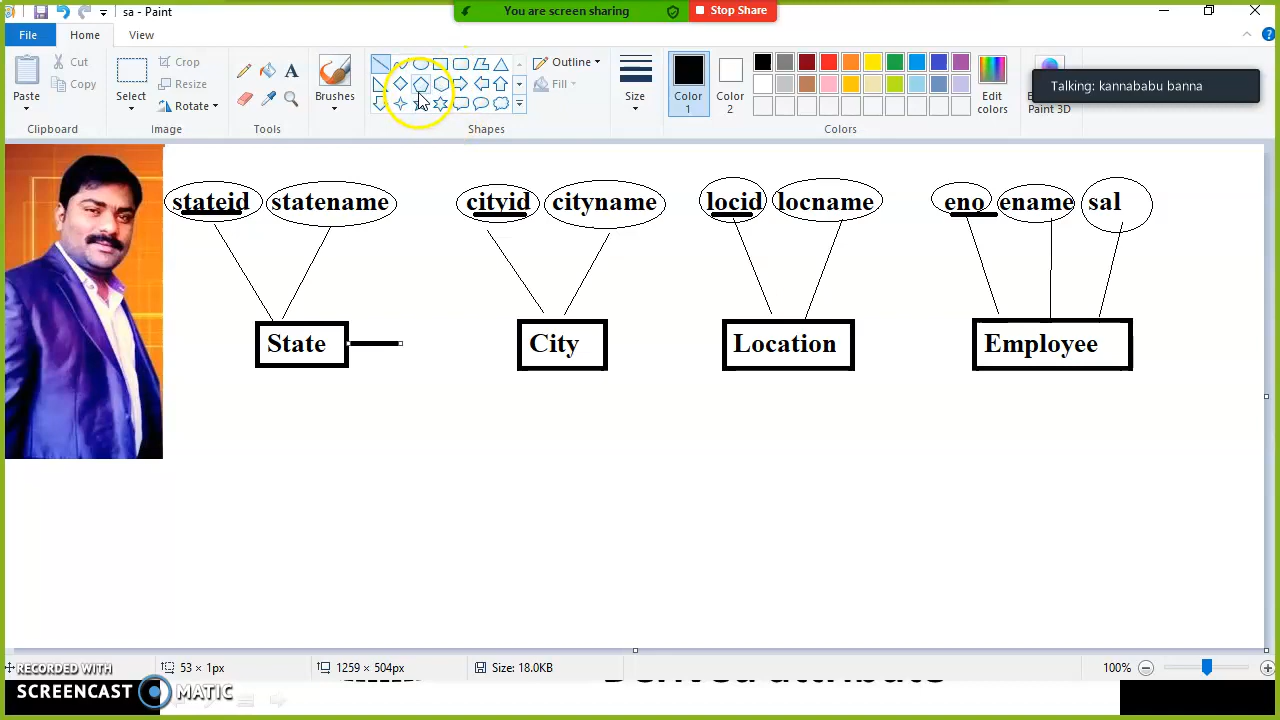 sa - Paint
You are screen sharing
Stop Share
File
Home
View
Paste
Cut
Copy
Clipboard
Select
Crop
Resize
Rotate
Image
Tools
Brushes
Shapes
Outline
Fill
Size
Color 1
Color 2
Edit colors
Paint 3D
Colors
Talking: kannababu banna
stateid statename cityid cityname locid locname eno ename sal
State City Location Employee
53 × 1px
1259 × 504px
Size: 18.0KB
100%
RECORDED WITH
SCREENCAST MATIC